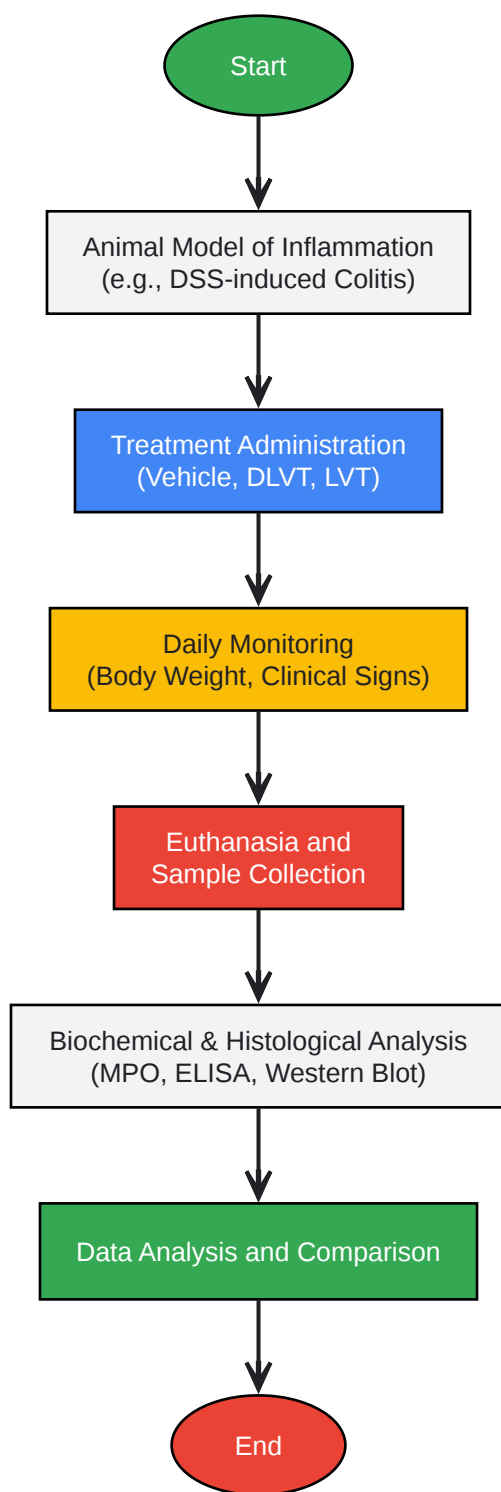 Start
Animal Model of Inflammation
(e.g., DSS-induced Colitis)
Treatment Administration
(Vehicle, DLVT, LVT)
Daily Monitoring
(Body Weight, Clinical Signs)
Euthanasia and
Sample Collection
Biochemical & Histological Analysis
(MPO, ELISA, Western Blot)
Data Analysis and Comparison
End